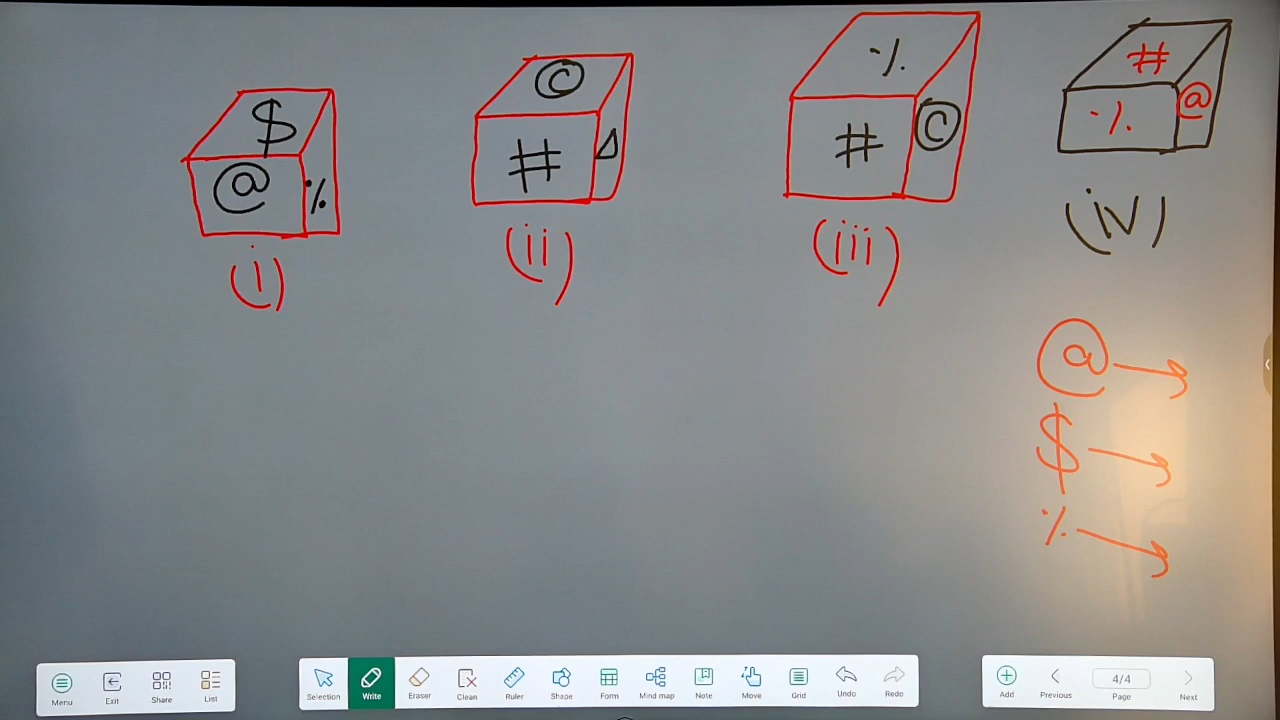 $
@ %
(i)
©
# Δ
(ii)
%
# ©
(iii)
#
% @
(iv)
@ →
$ →
% →
Menu Exit Share List
Selection Write Eraser Clean Ruler Shape Form Mind map Note Move Grid Undo Redo
Add Previous 4/4 Page Next